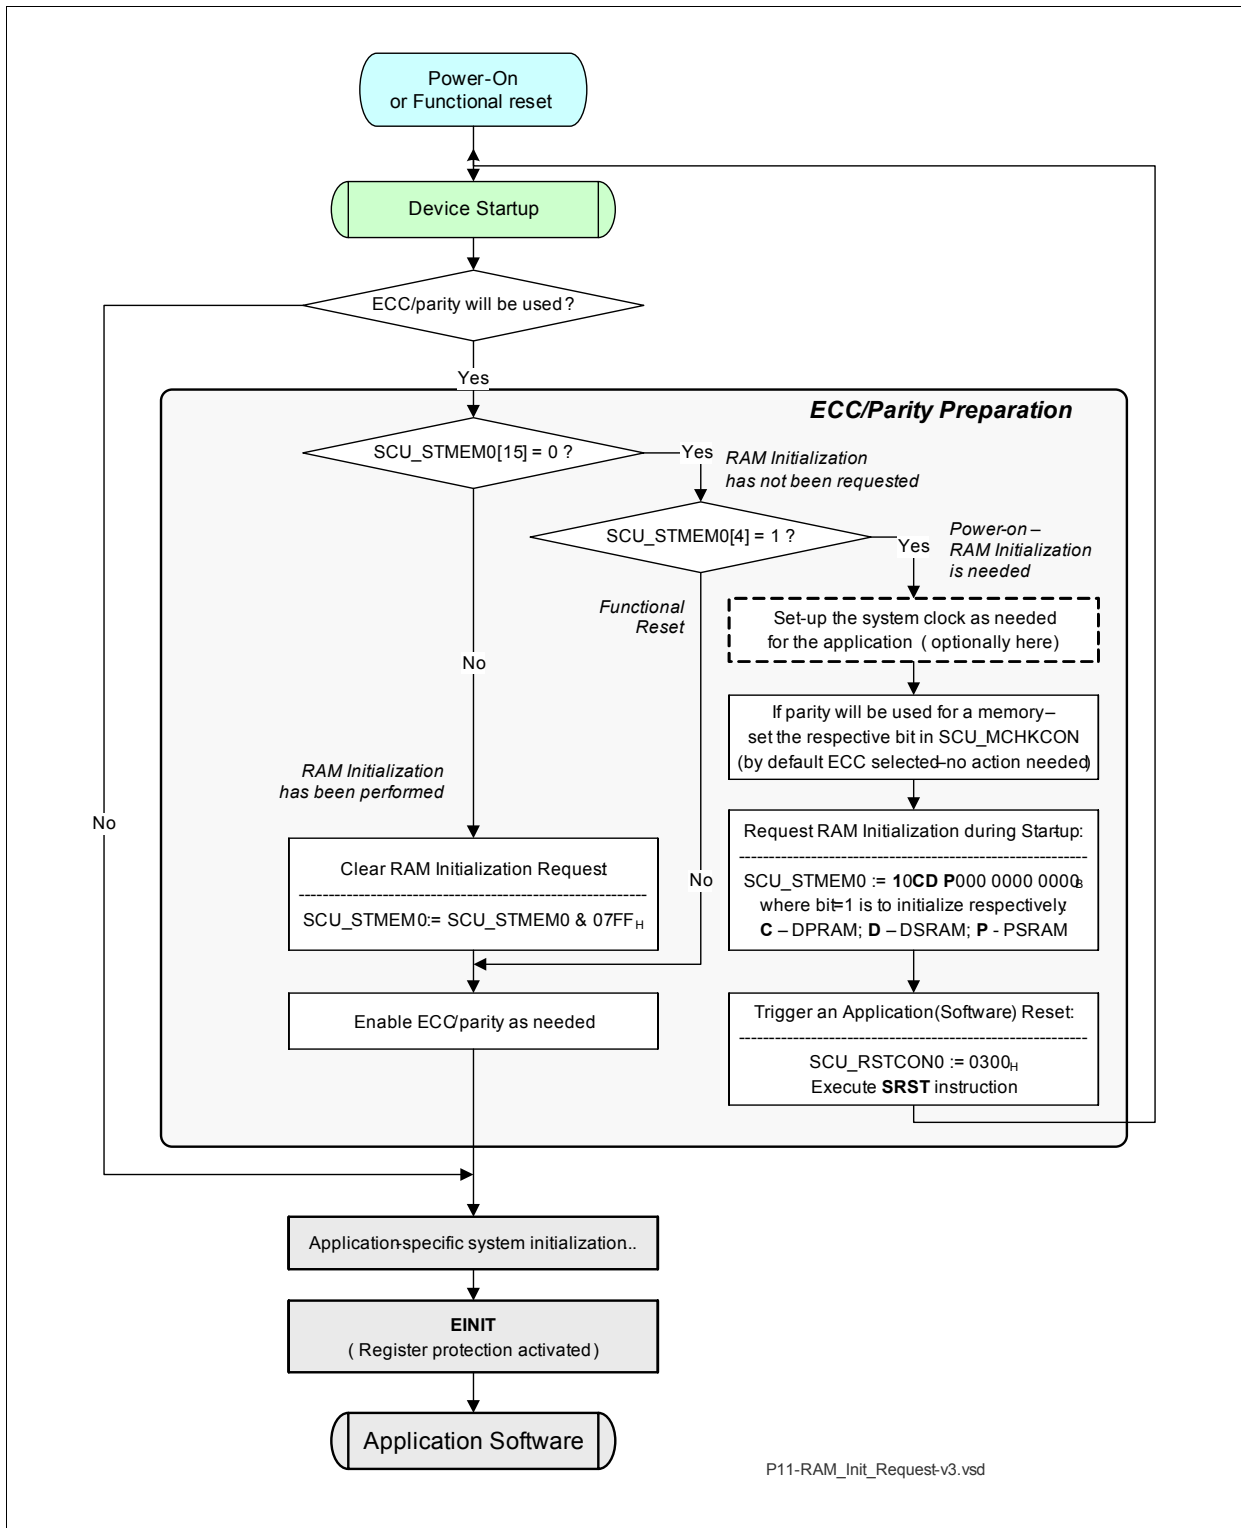 Power-On
or Functional reset
Device Startup
ECC/parity will be used?
Yes
ECC/Parity Preparation
SCU_STMEM0[15] = 0 ?
Yes
RAM Initialization
has not been requested
SCU_STMEM0[4] = 1 ?
Yes
Power-on –
RAM Initialization
is needed
Functional
Reset
Set-up the system clock as needed
for the application ( optionally here)
No
If parity will be used for a memory–
set the respective bit in SCU_MCHKCON
(by default ECC selected–no action needed)
RAM Initialization
has been performed
No
Request RAM Initialization during Startup:
SCU_STMEM0 := 10CD P000 0000 0000B
where bit=1 is to initialize respectively:
C – DPRAM; D – DSRAM; P - PSRAM
Clear RAM Initialization Request
SCU_STMEM0:= SCU_STMEM0 & 07FFH
No
Enable ECC/parity as needed
Trigger an Application(Software) Reset:
SCU_RSTCON0 := 0300H
Execute SRST instruction
Application-specific system initialization..
EINIT
( Register protection activated)
Application Software
P11-RAM_Init_Request-v3.vsd